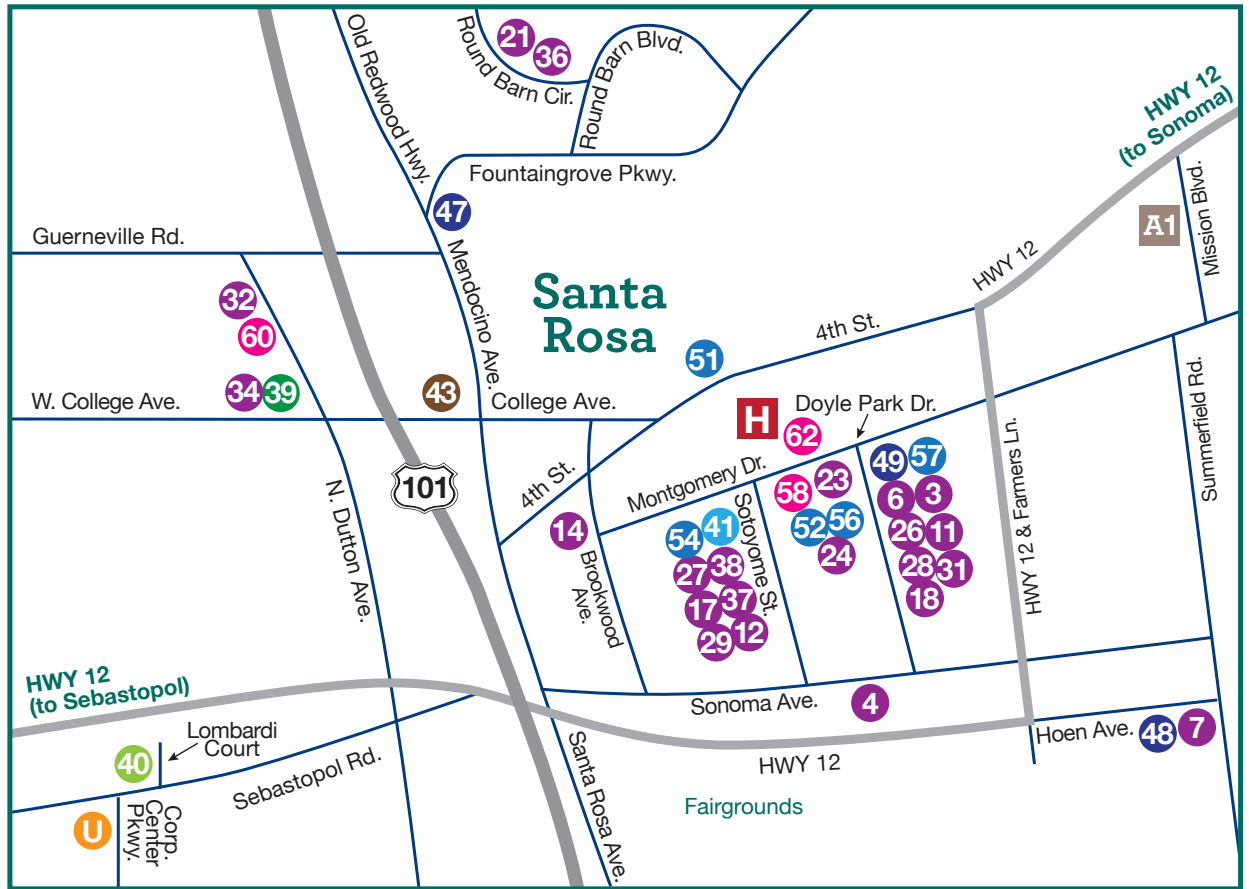 Old Redwood Hwy.
Round Barn Cir.
21
36
Round Barn Blvd.
HWY 12
(to Sonoma)
Fountaingrove Pkwy.
47
A1
Mission Blvd.
Guerneville Rd.
Mendocino Ave.
HWY 12
Santa
Rosa
32
60
4th St.
51
34
39
43
W. College Ave.
College Ave.
H
62
Doyle Park Dr.
Summerfield Rd.
101
4th St.
Montgomery Dr.
49
57
58
23
6
3
N. Dutton Ave.
14
Brookwood
Ave.
54
41
Sotoyome St.
52
56
26
11
HWY 12 & Farmers Ln.
24
27
38
28
31
17
37
18
29
12
HWY 12
(to Sebastopol)
Sonoma Ave.
4
Lombardi
Court
Hoen Ave.
48
7
40
Sebastopol Rd.
Santa Rosa Ave.
HWY 12
Fairgrounds
U
Corp.
Center
Pkwy.